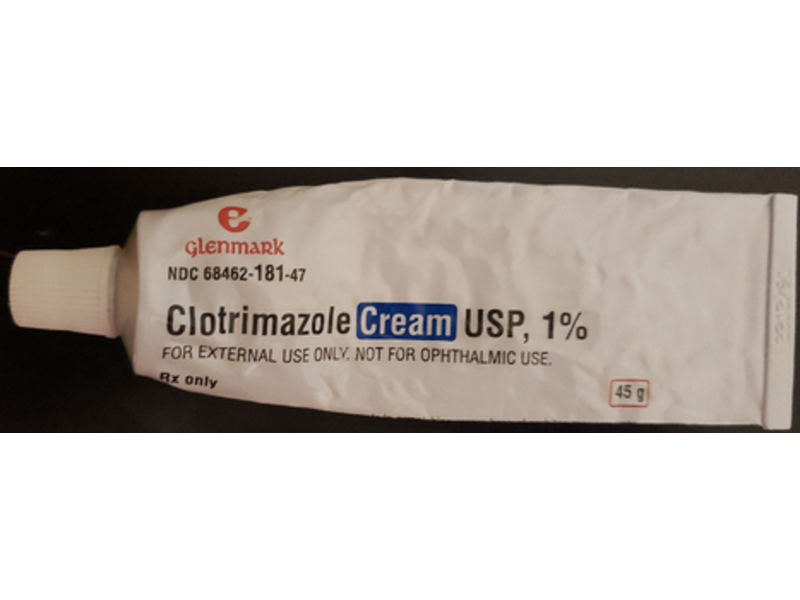 GLENMARK
NDC 68462-181-47
Clotrimazole Cream USP, 1%
FOR EXTERNAL USE ONLY. NOT FOR OPHTHALMIC USE.
Rx only
45 g